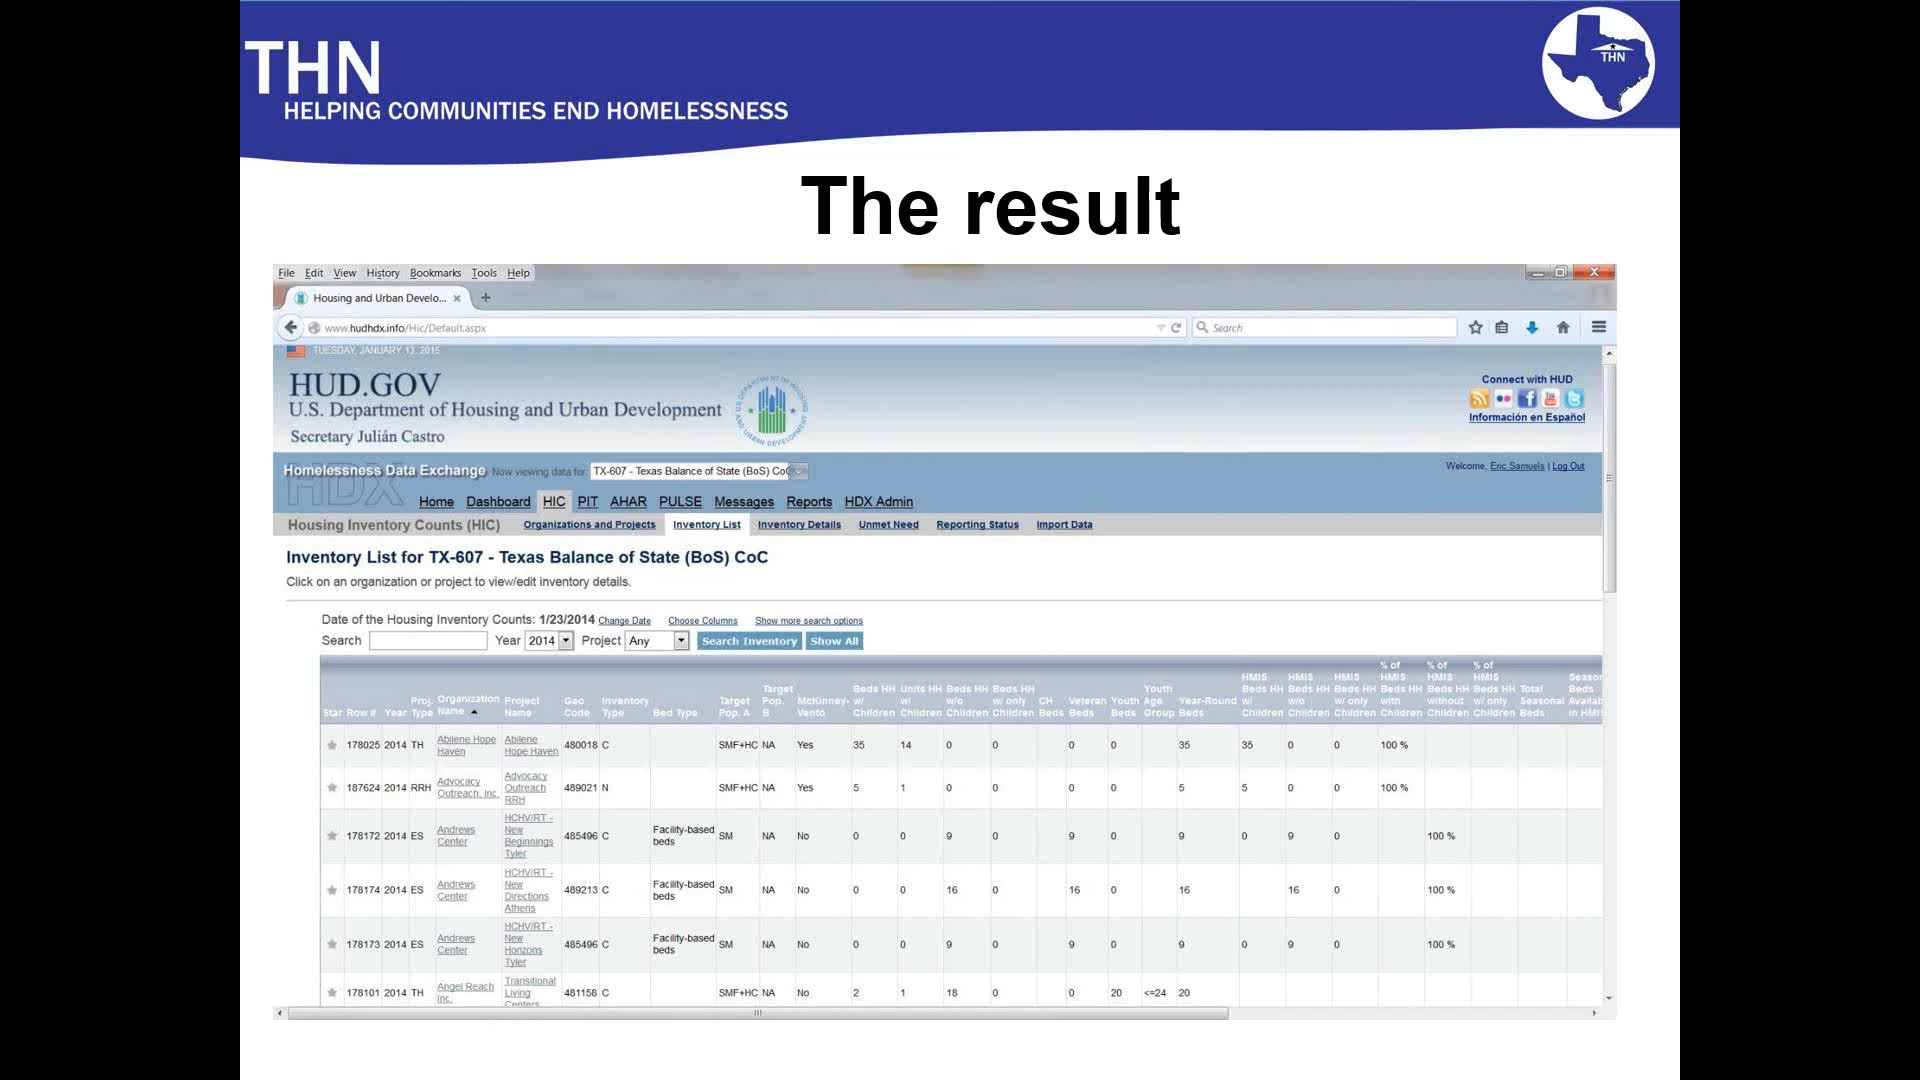 THN
HELPING COMMUNITIES END HOMELESSNESS
THN
The result
File Edit View History Bookmarks Tools Help
Housing and Urban Develo... × +
www.hudhdx.info/Hic/Default.aspx
Search
TUESDAY, JANUARY 13, 2015
HUD.GOV
U.S. Department of Housing and Urban Development
Secretary Julián Castro
U.S. DEPARTMENT OF HOUSING AND URBAN DEVELOPMENT
Connect with HUD
Información en Español
HDX
Homelessness Data Exchange Now viewing data for: TX-607 - Texas Balance of State (BoS) CoC
Welcome, Eric Samuels | Log Out
Home Dashboard HIC PIT AHAR PULSE Messages Reports HDX Admin
Housing Inventory Counts (HIC) Organizations and Projects Inventory List Inventory Details Unmet Need Reporting Status Import Data
Inventory List for TX-607 - Texas Balance of State (BoS) CoC
Click on an organization or project to view/edit inventory details.
Date of the Housing Inventory Counts: 1/23/2014 Change Date Choose Columns Show more search options
Search Year 2014 Project Any Search Inventory Show All
Star Row # Year Proj. Type Organization Name Project Name Geo Code Inventory Type Bed Type Target Pop. A Target Pop. B McKinney-Vento Beds HH w/ Children Units HH w/ Children Beds HH w/o Children Beds HH w/ only Children CH Beds Veteran Beds Youth Beds Youth Age Group Year-Round Beds HMIS Beds HH w/ Children HMIS Beds HH w/o Children HMIS Beds HH w/ only Children % of HMIS Beds HH with Children % of HMIS Beds HH without Children % of HMIS Beds HH w/ only Children Total Seasonal Beds Season Beds Availab in HMI
178025 2014 TH Abilene Hope Haven Abilene Hope Haven 480018 C SMF+HC NA Yes 35 14 0 0 0 0 35 35 0 0 100 %
187624 2014 RRH Advocacy Outreach, Inc. Advocacy Outreach RRH 489021 N SMF+HC NA Yes 5 1 0 0 0 0 5 5 0 0 100 %
178172 2014 ES Andrews Center HCHV/RT - New Beginnings Tyler 485496 C Facility-based beds SM NA No 0 0 9 0 9 0 9 0 9 0 100 %
178174 2014 ES Andrews Center HCHV/RT - New Directions Athens 489213 C Facility-based beds SM NA No 0 0 16 0 16 0 16 16 0 100 %
178173 2014 ES Andrews Center HCHV/RT - New Horizons Tyler 485496 C Facility-based beds SM NA No 0 0 9 0 9 0 9 0 9 0 100 %
178101 2014 TH Angel Reach Inc. Transitional Living Centers 481158 C SMF+HC NA No 2 1 18 0 0 20 <=24 20